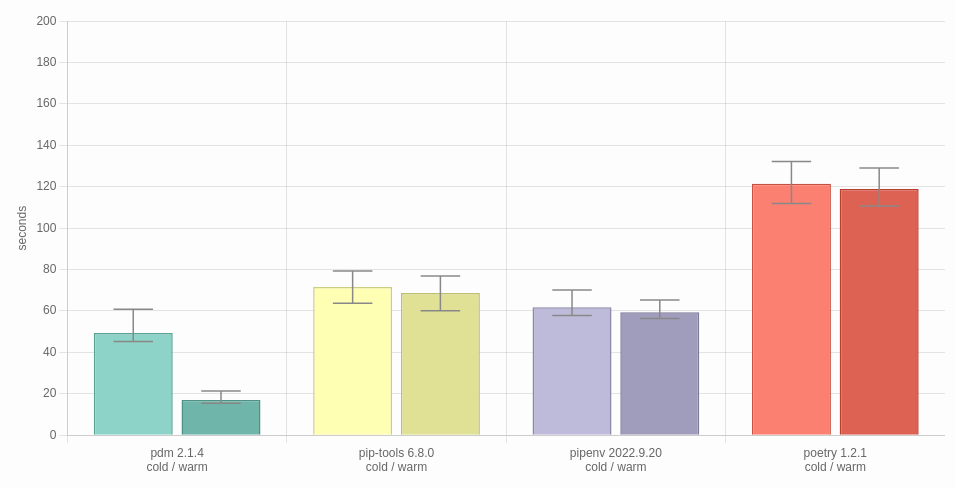 200
180
160
140
120
100
80
60
40
20
0
seconds
pdm 2.1.4
cold / warm
pip-tools 6.8.0
cold / warm
pipenv 2022.9.20
cold / warm
poetry 1.2.1
cold / warm